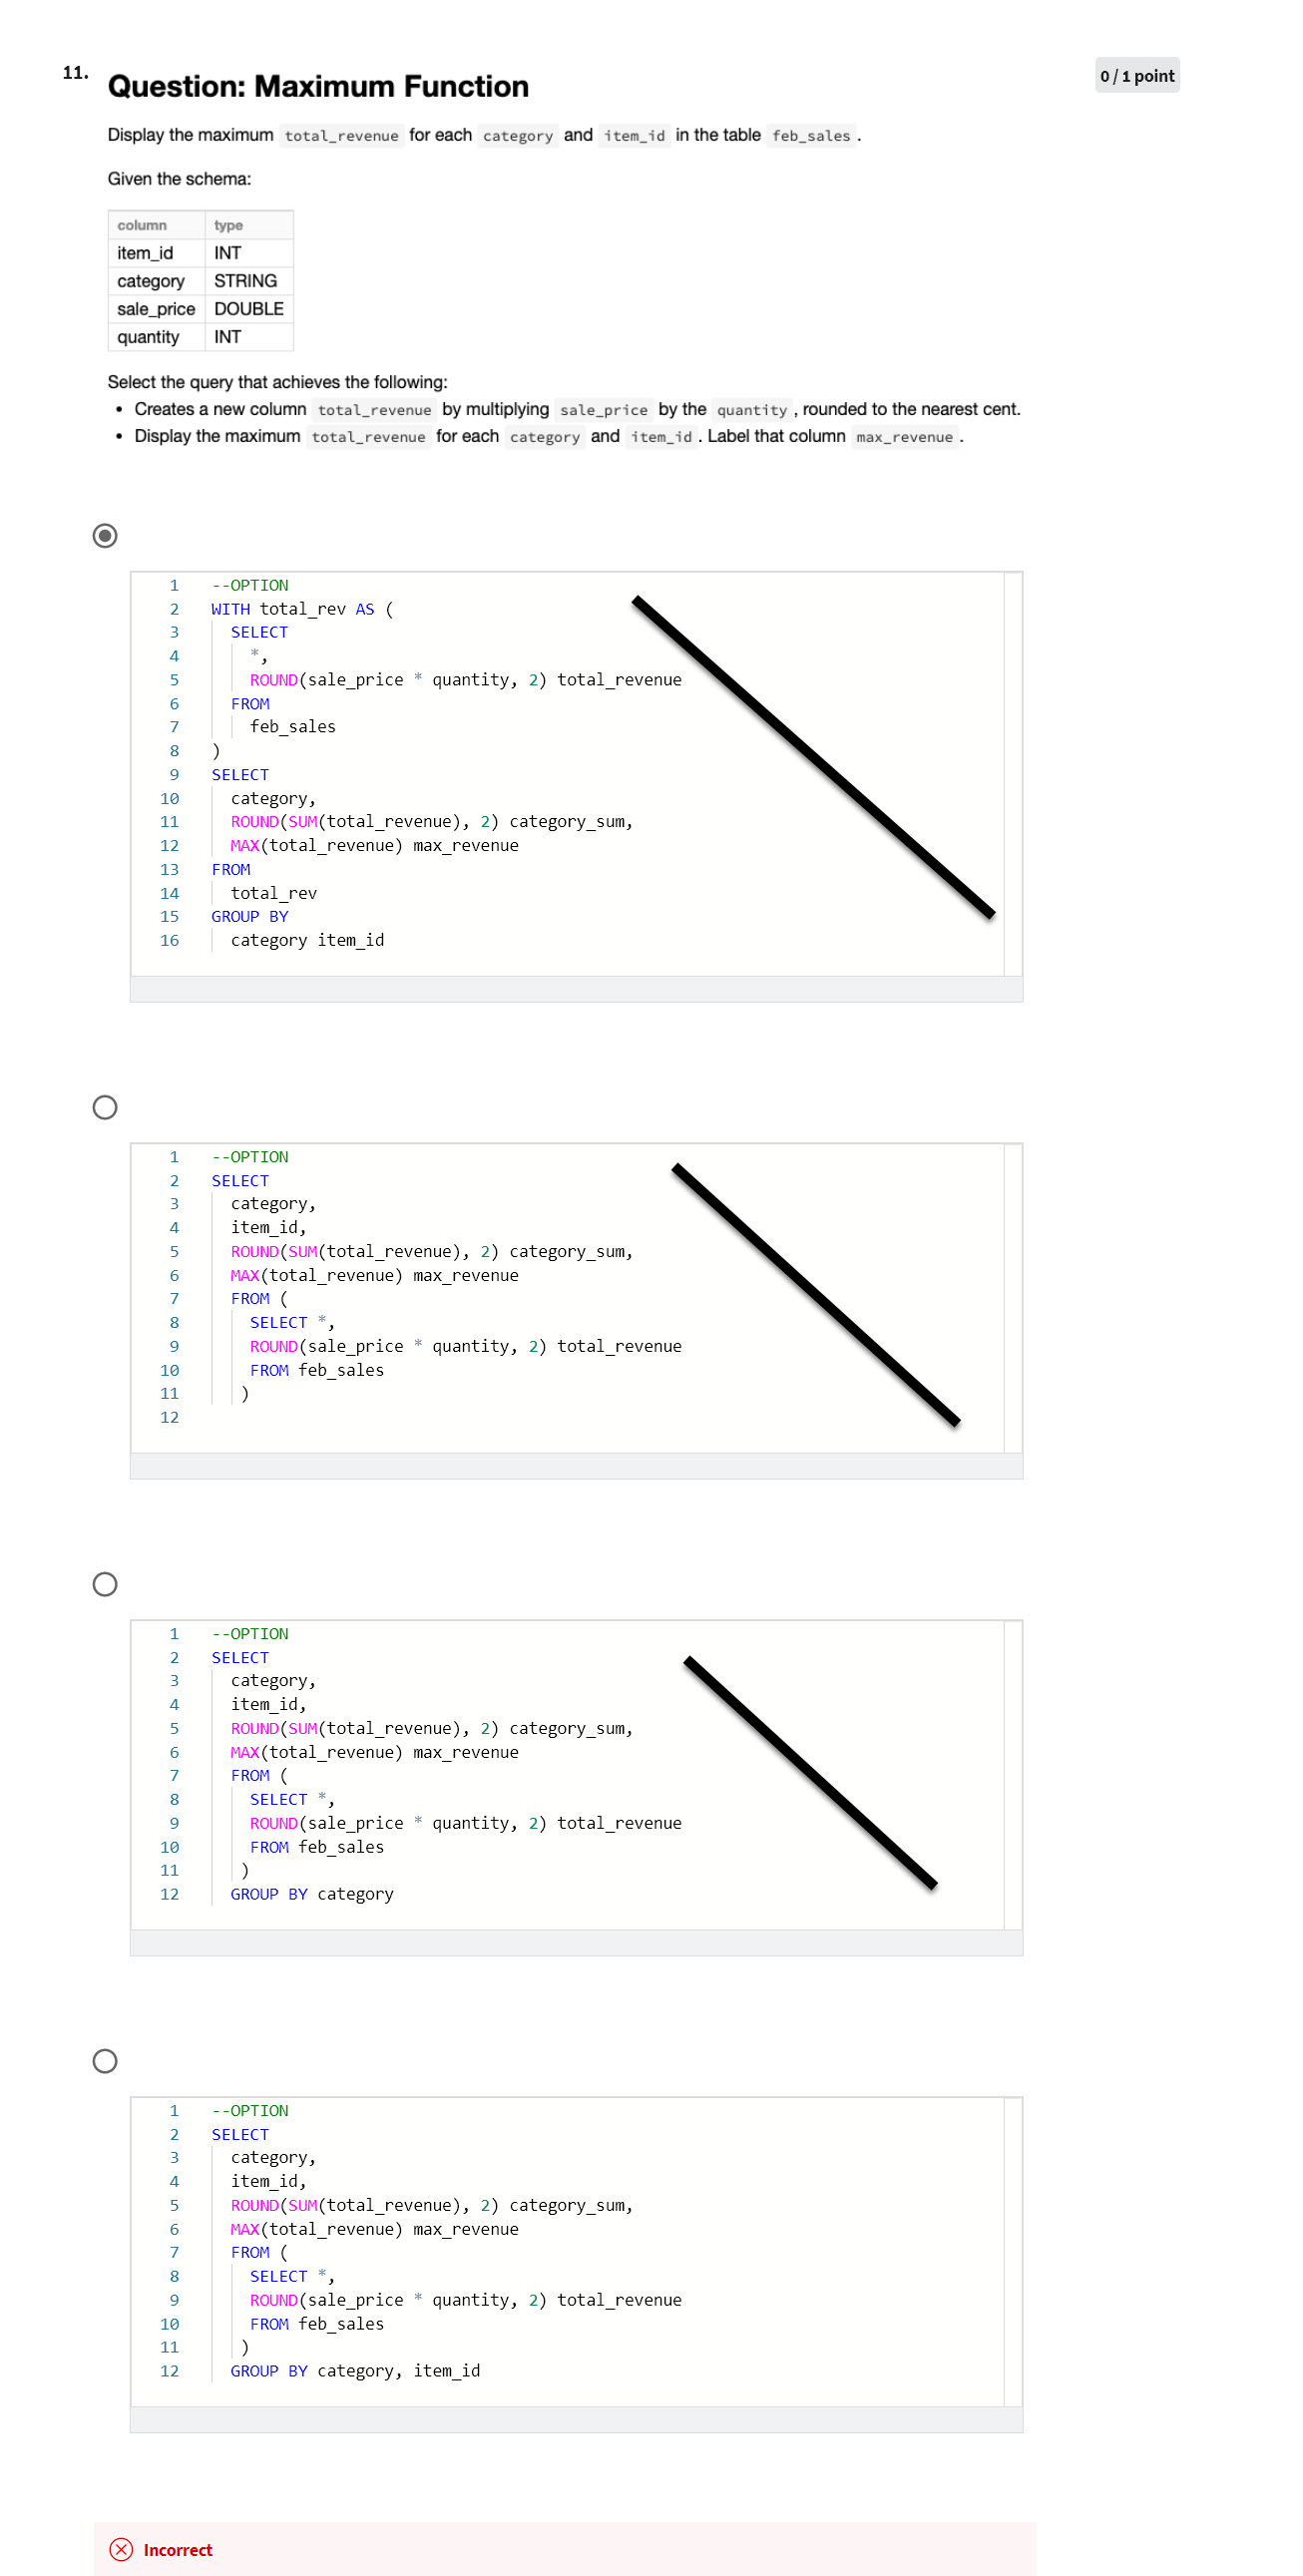 11.
Question: Maximum Function
0 / 1 point
Display the maximum total_revenue for each category and item_id in the table feb_sales .
Given the schema:
column type
item_id INT
category STRING
sale_price DOUBLE
quantity INT
Select the query that achieves the following:
• Creates a new column total_revenue by multiplying sale_price by the quantity , rounded to the nearest cent.
• Display the maximum total_revenue for each category and item_id . Label that column max_revenue .
1 --OPTION
2 WITH total_rev AS (
3 SELECT
4 *,
5 ROUND(sale_price * quantity, 2) total_revenue
6 FROM
7 feb_sales
8 )
9 SELECT
10 category,
11 ROUND(SUM(total_revenue), 2) category_sum,
12 MAX(total_revenue) max_revenue
13 FROM
14 total_rev
15 GROUP BY
16 category item_id
1 --OPTION
2 SELECT
3 category,
4 item_id,
5 ROUND(SUM(total_revenue), 2) category_sum,
6 MAX(total_revenue) max_revenue
7 FROM (
8 SELECT *,
9 ROUND(sale_price * quantity, 2) total_revenue
10 FROM feb_sales
11 )
12
1 --OPTION
2 SELECT
3 category,
4 item_id,
5 ROUND(SUM(total_revenue), 2) category_sum,
6 MAX(total_revenue) max_revenue
7 FROM (
8 SELECT *,
9 ROUND(sale_price * quantity, 2) total_revenue
10 FROM feb_sales
11 )
12 GROUP BY category
1 --OPTION
2 SELECT
3 category,
4 item_id,
5 ROUND(SUM(total_revenue), 2) category_sum,
6 MAX(total_revenue) max_revenue
7 FROM (
8 SELECT *,
9 ROUND(sale_price * quantity, 2) total_revenue
10 FROM feb_sales
11 )
12 GROUP BY category, item_id
Incorrect